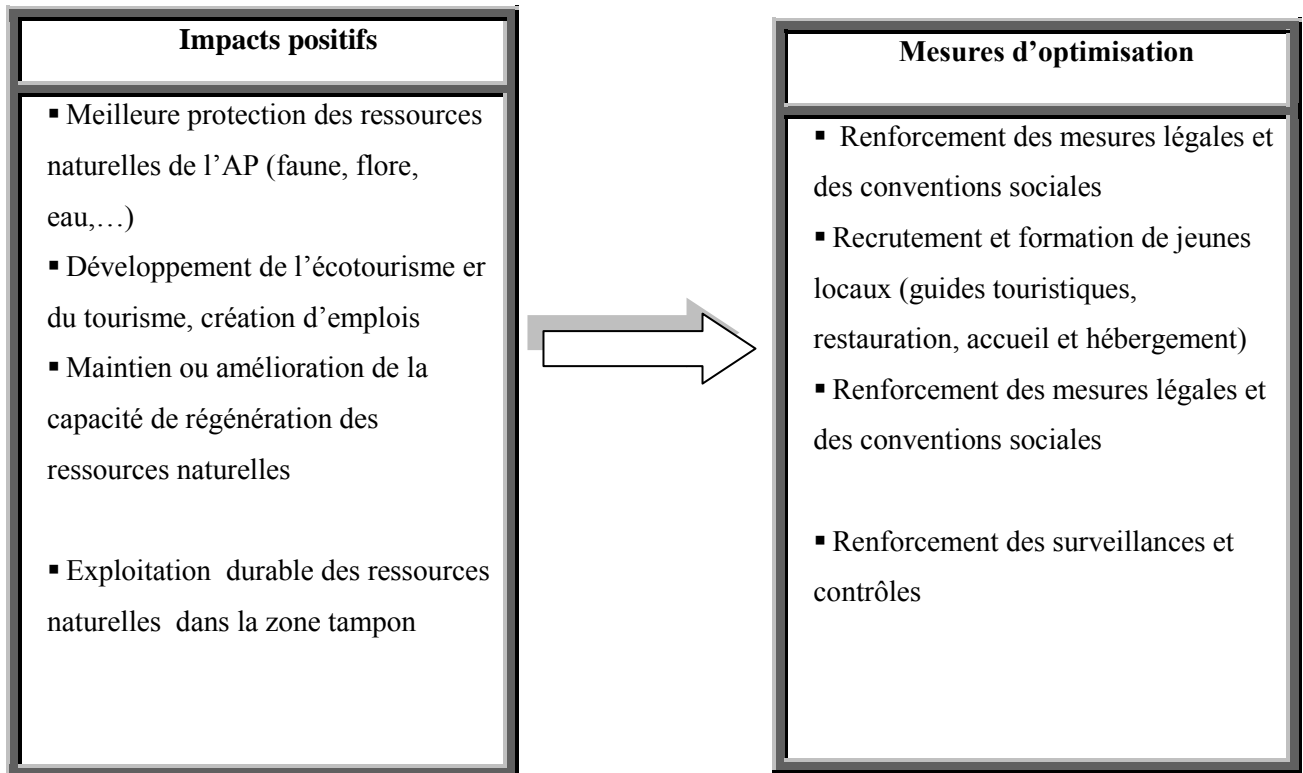 Impacts positifs
▪ Meilleure protection des ressources
naturelles de l’AP (faune, flore,
eau,…)
▪ Développement de l’écotourisme er
du tourisme, création d’emplois
▪ Maintien ou amélioration de la
capacité de régénération des
ressources naturelles
▪ Exploitation durable des ressources
naturelles dans la zone tampon
Mesures d’optimisation
▪ Renforcement des mesures légales et
des conventions sociales
▪ Recrutement et formation de jeunes
locaux (guides touristiques,
restauration, accueil et hébergement)
▪ Renforcement des mesures légales et
des conventions sociales
▪ Renforcement des surveillances et
contrôles